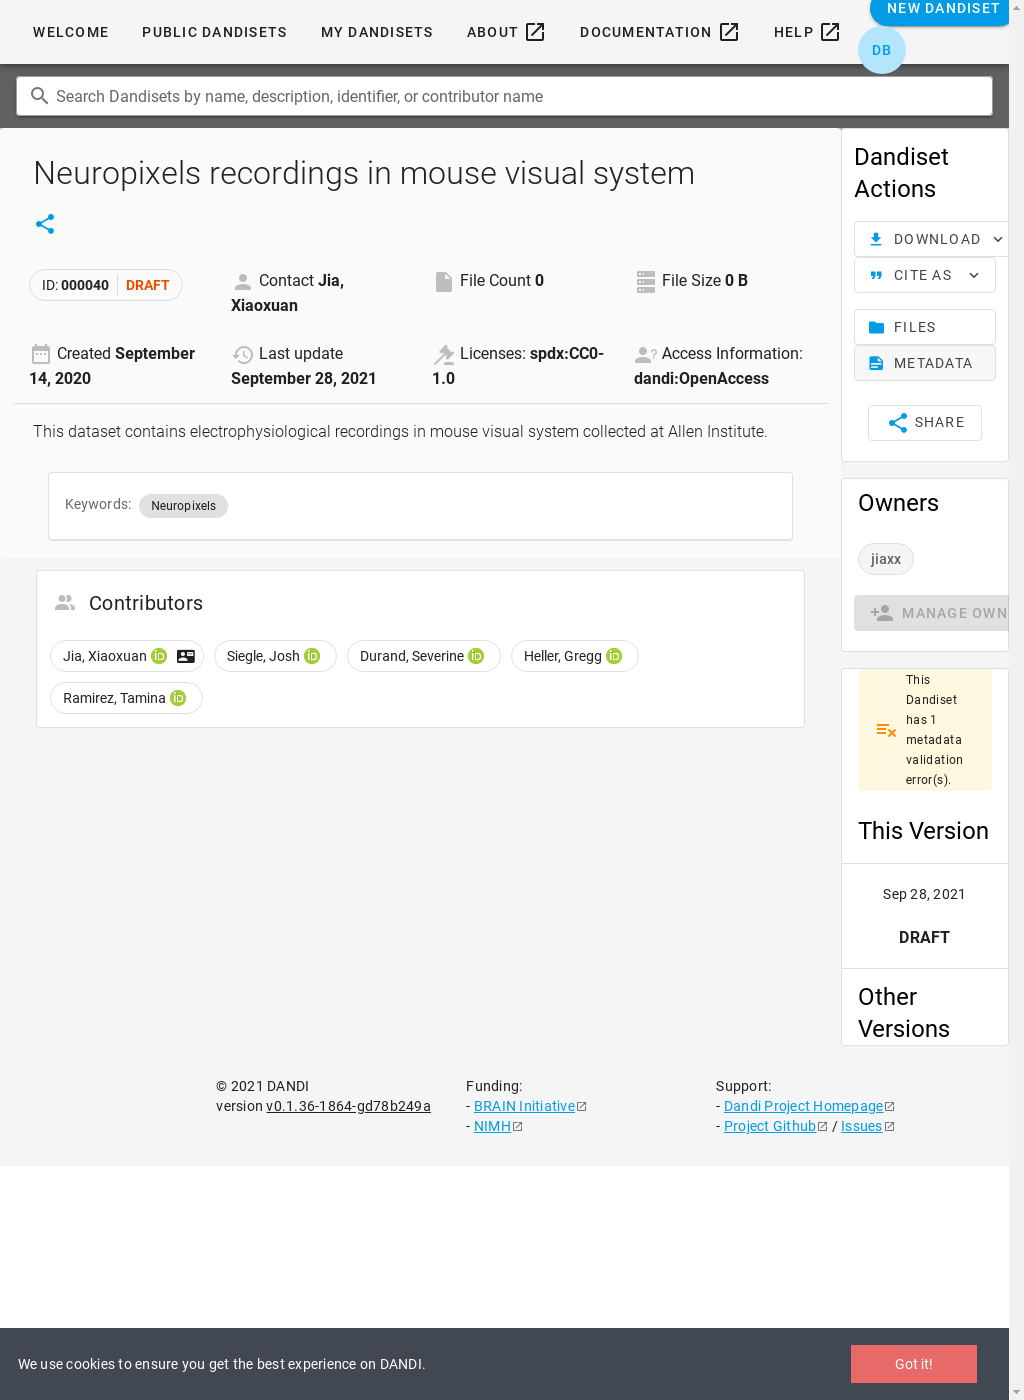 WELCOME PUBLIC DANDISETS MY DANDISETS ABOUT DOCUMENTATION HELP NEW DANDISET
DB
Search Dandisets by name, description, identifier, or contributor name
Neuropixels recordings in mouse visual system
ID: 000040 DRAFT
Contact Jia,
Xiaoxuan
File Count 0
File Size 0 B
Created September
14, 2020
Last update
September 28, 2021
Licenses: spdx:CC0-
1.0
Access Information:
dandi:OpenAccess
This dataset contains electrophysiological recordings in mouse visual system collected at Allen Institute.
Keywords: Neuropixels
Contributors
Jia, Xiaoxuan iD Siegle, Josh iD Durand, Severine iD Heller, Gregg iD
Ramirez, Tamina iD
Dandiset
Actions
DOWNLOAD
CITE AS
FILES
METADATA
SHARE
Owners
jiaxx
MANAGE OWN
This
Dandiset
has 1
metadata
validation
error(s).
This Version
Sep 28, 2021
DRAFT
Other
Versions
© 2021 DANDI
version v0.1.36-1864-gd78b249a
Funding:
- BRAIN Initiative
- NIMH
Support:
- Dandi Project Homepage
- Project Github / Issues
We use cookies to ensure you get the best experience on DANDI.
Got it!